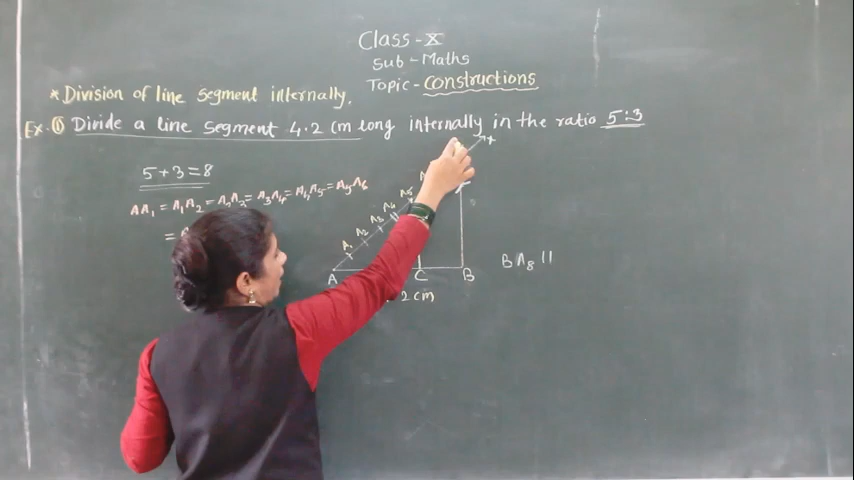 Class-X
Sub-Maths
Topic-Constructions
* Division of line segment internally.
Ex.① Divide a line segment 4.2 cm long internally in the ratio 5:3
5+3=8
AA₁ = A₁A₂ = A₂A₃ = A₃A₄ = A₄A₅ = A₅A₆
=
x
A₅
A₄
A₃
A₂
A₁
A C B
2 cm
BA₈ ||